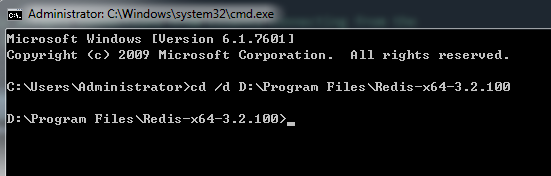 Administrator: C:\Windows\system32\cmd.exe
Microsoft Windows [Version 6.1.7601]
Copyright (c) 2009 Microsoft Corporation.  All rights reserved.
C:\Users\Administrator>cd /d D:\Program Files\Redis-x64-3.2.100
D:\Program Files\Redis-x64-3.2.100>_